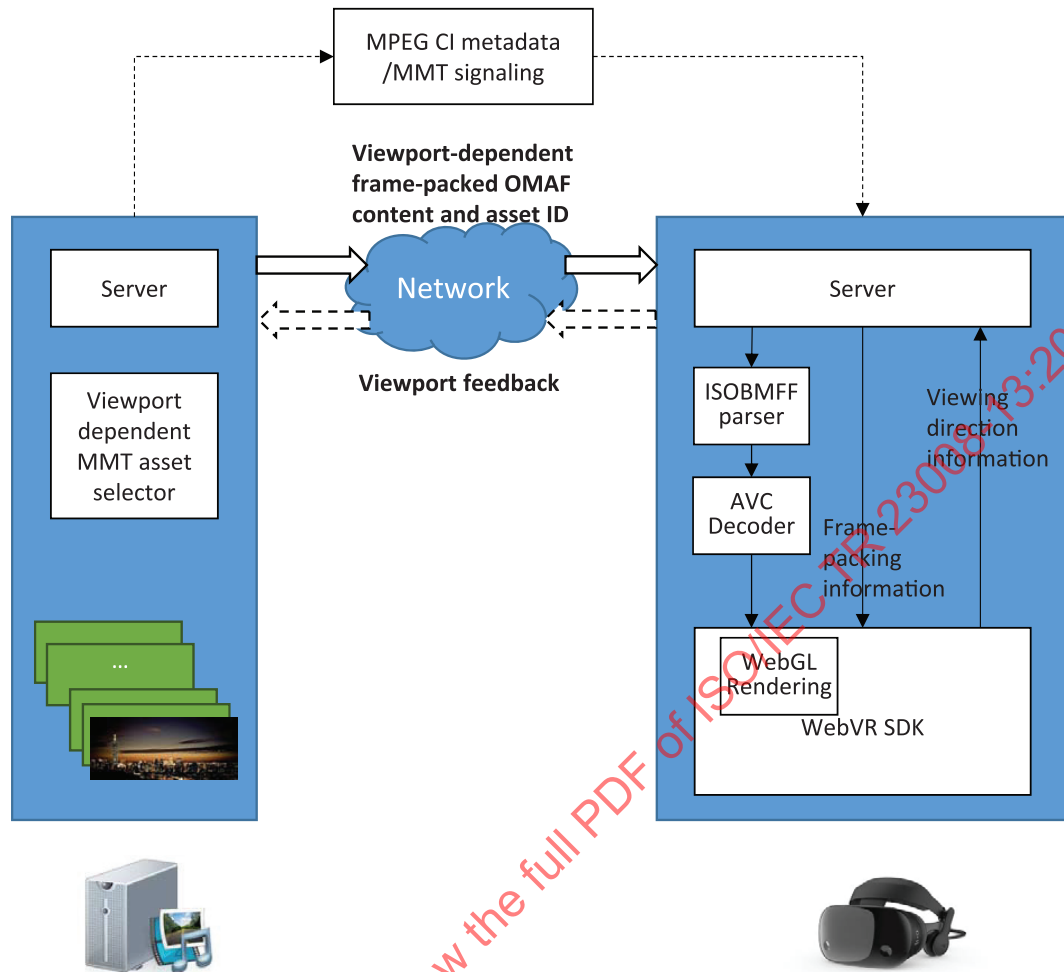 MPEG CI metadata
/MMT signaling
Viewport-dependent
frame-packed OMAF
content and asset ID
Server
Network
Server
Viewport feedback
Viewport
dependent
MMT asset
selector
ISOBMFF
parser
Viewing
direction
information
AVC
Decoder
Frame-
packing
information
...
WebGL
Rendering
WebVR SDK
w the full PDF of ISO/IEC TR 23008-13:20